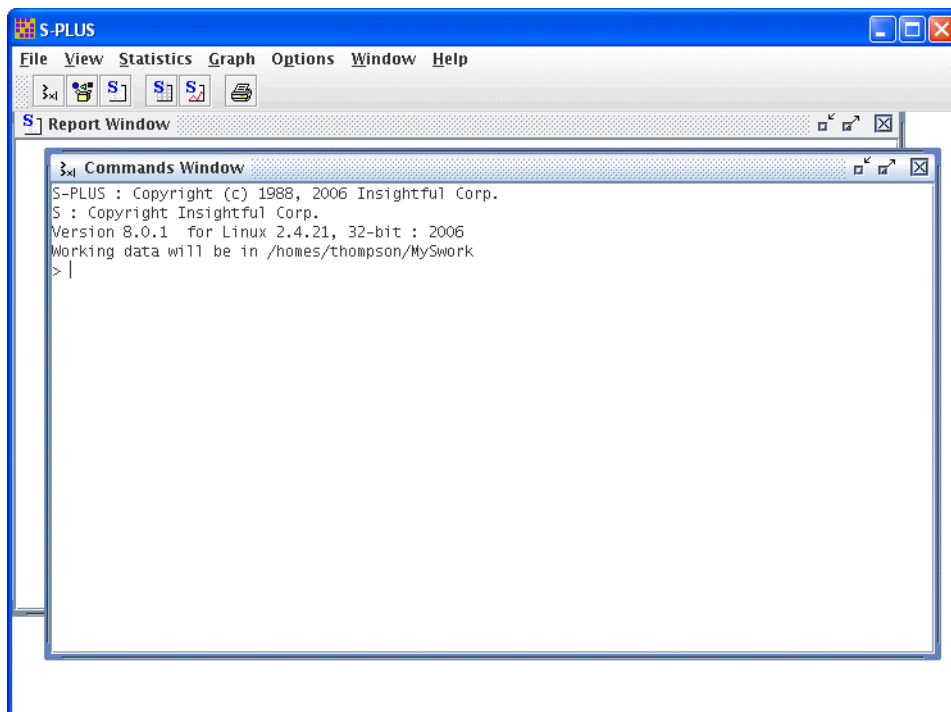 S-PLUS
File View Statistics Graph Options Window Help
Report Window
Commands Window
S-PLUS : Copyright (c) 1988, 2006 Insightful Corp.
S : Copyright Insightful Corp.
Version 8.0.1  for Linux 2.4.21, 32-bit : 2006
Working data will be in /homes/thompson/MySwork
>